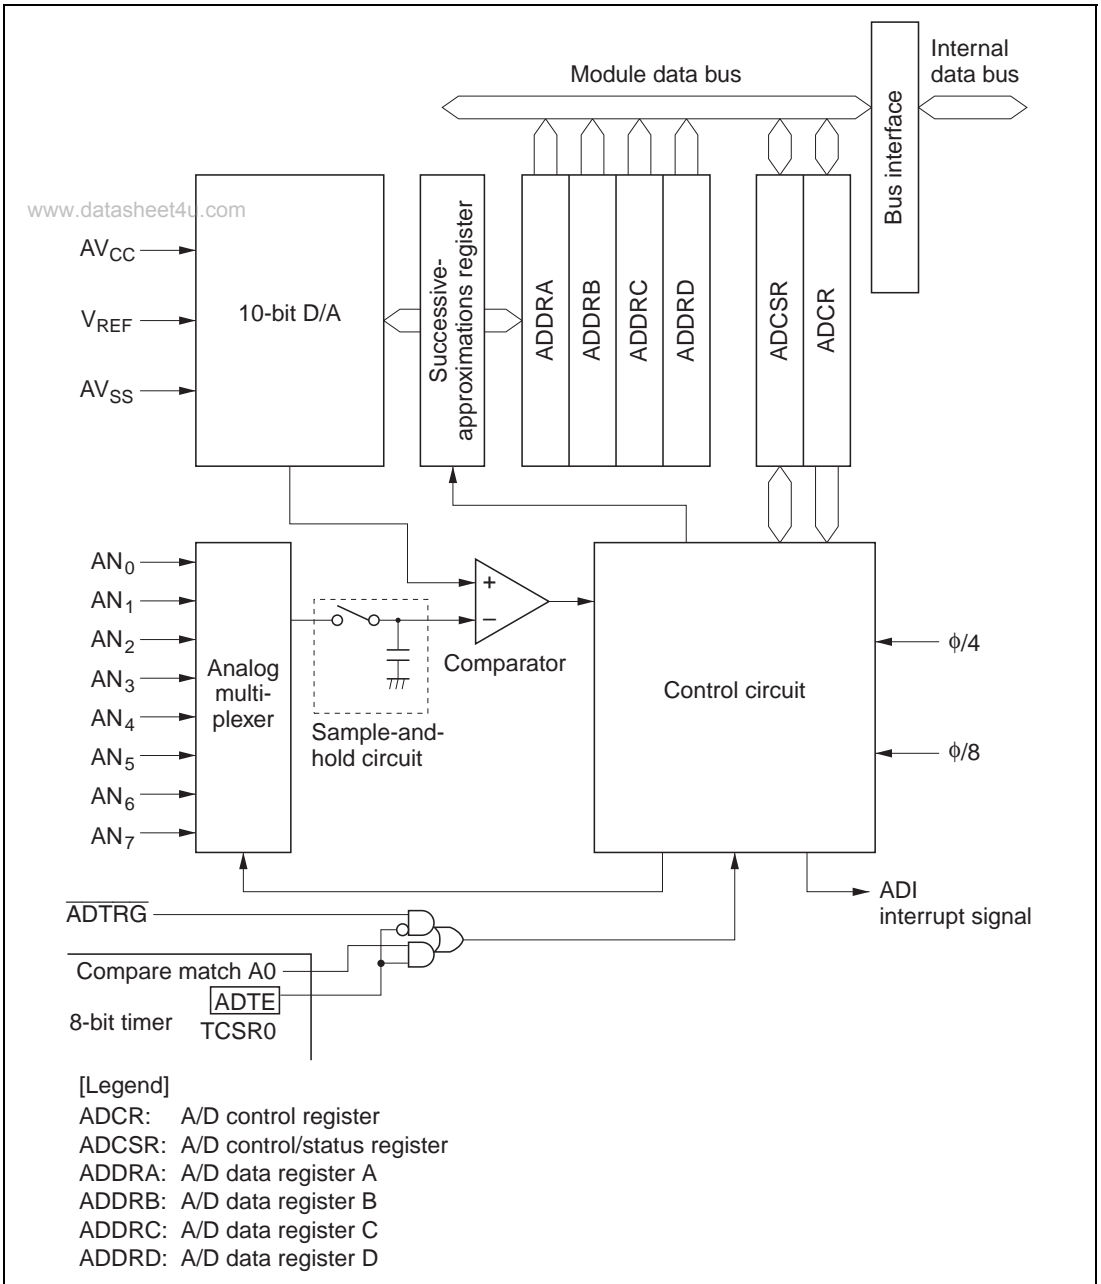 Internal
data bus
Module data bus
Bus interface
www.datasheet4u.com
AVCC
VREF
AVSS
10-bit D/A
Successive-
approximations register
ADDRA
ADDRB
ADDRC
ADDRD
ADCSR
ADCR
AN0
AN1
AN2
AN3
AN4
AN5
AN6
AN7
Analog
multi-
plexer
Sample-and-
hold circuit
+
−
Comparator
Control circuit
ϕ/4
ϕ/8
ADI
interrupt signal
ADTRG
Compare match A0
ADTE
8-bit timer
TCSR0
[Legend]
ADCR: A/D control register
ADCSR: A/D control/status register
ADDRA: A/D data register A
ADDRB: A/D data register B
ADDRC: A/D data register C
ADDRD: A/D data register D